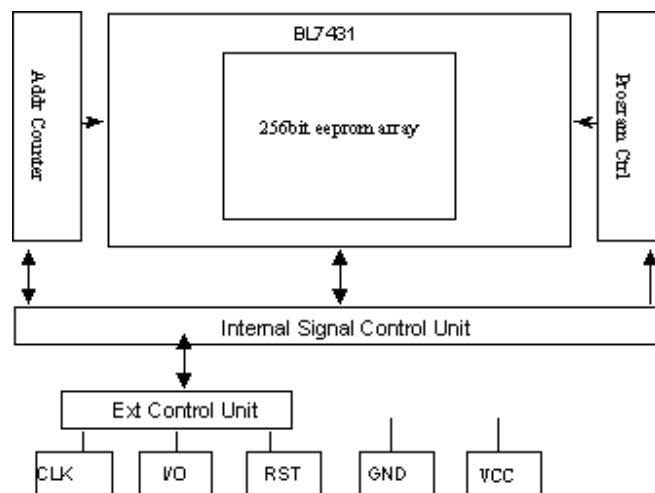 BL7431
Addr Counter
256bit eeprom array
Program Ctrl
Internal Signal Control Unit
Ext Control Unit
CLK
I/O
RST
GND
VCC